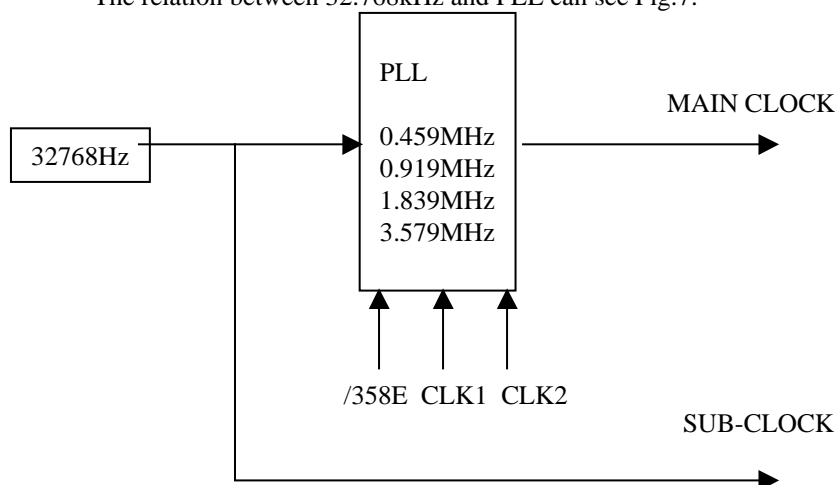 The relation between 32.768kHz and PLL can see Fig.7.
PLL
MAIN CLOCK
0.459MHz
32768Hz
0.919MHz
1.839MHz
3.579MHz
/358E CLK1 CLK2
SUB-CLOCK